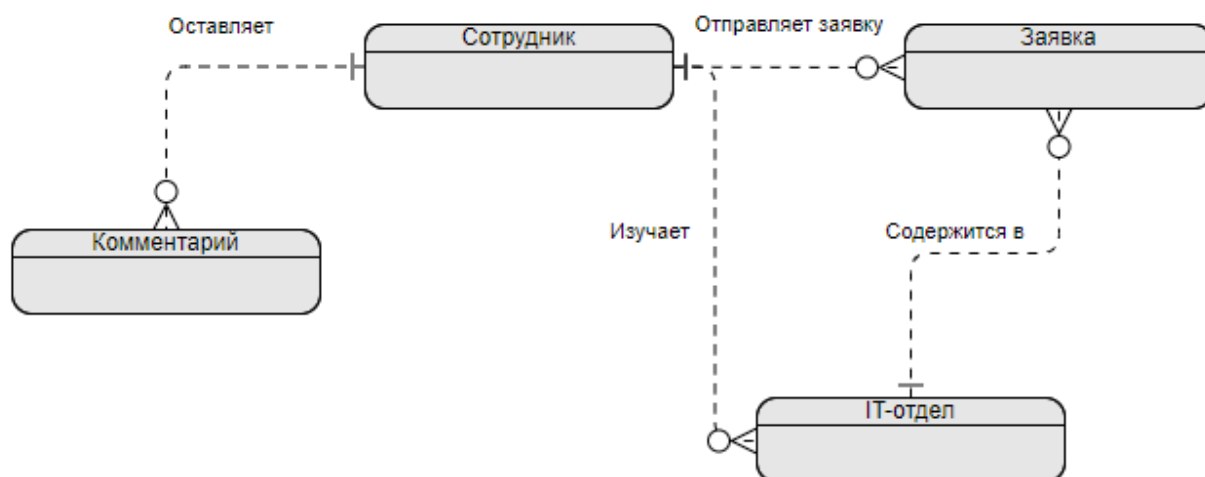 Оставляет
Сотрудник
Отправляет заявку
Заявка
Комментарий
Изучает
Содержится в
IT-отдел